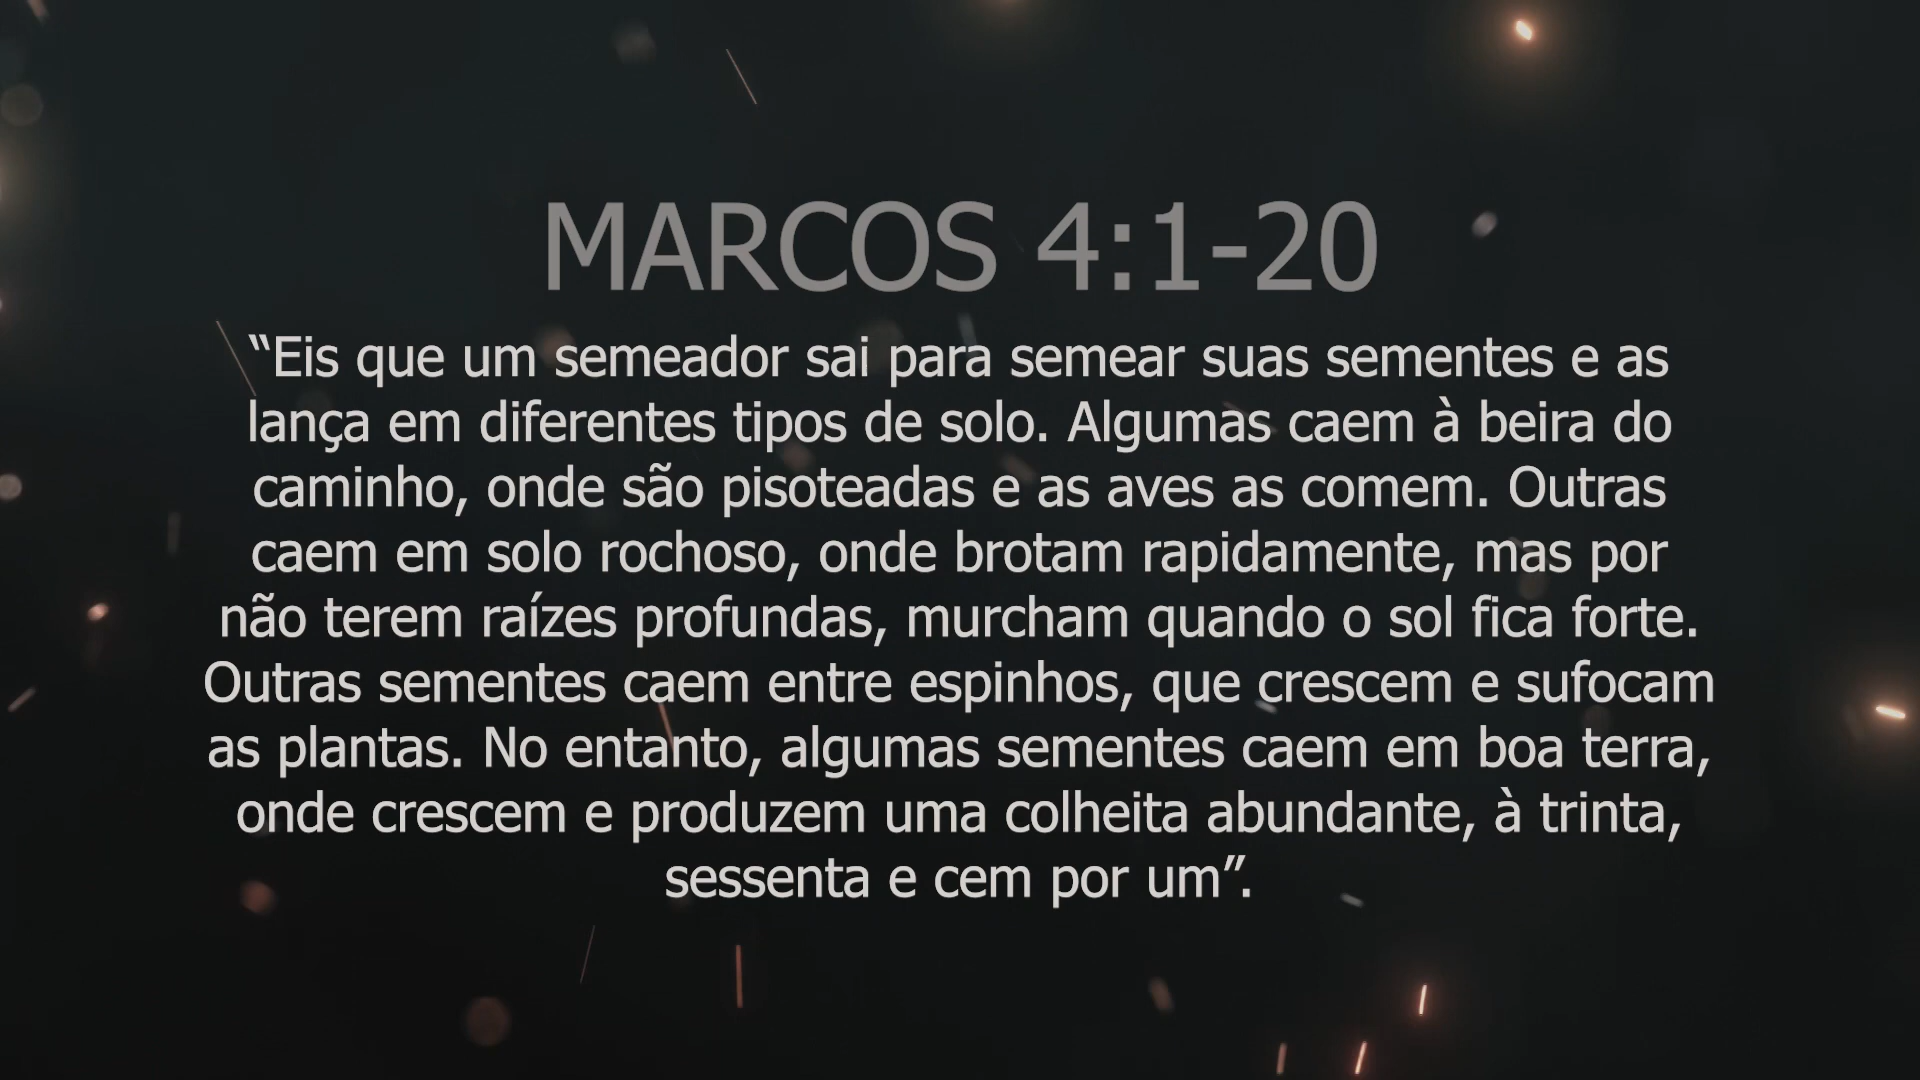 MARCOS 4:1-20
“Eis que um semeador sai para semear suas sementes e as
lança em diferentes tipos de solo. Algumas caem à beira do
caminho, onde são pisoteadas e as aves as comem. Outras
caem em solo rochoso, onde brotam rapidamente, mas por
não terem raízes profundas, murcham quando o sol fica forte.
Outras sementes caem entre espinhos, que crescem e sufocam
as plantas. No entanto, algumas sementes caem em boa terra,
onde crescem e produzem uma colheita abundante, à trinta,
sessenta e cem por um”.